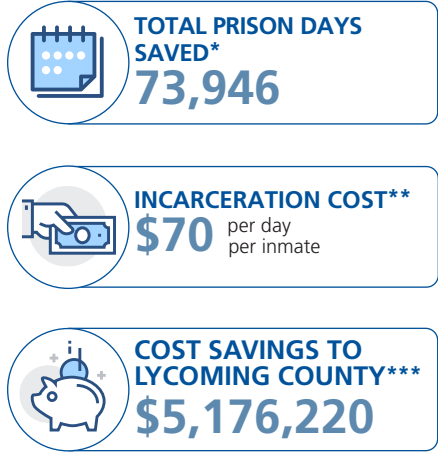 TOTAL PRISON DAYS
SAVED*
73,946
INCARCERATION COST**
$70 per day
per inmate
COST SAVINGS TO
LYCOMING COUNTY***
$5,176,220